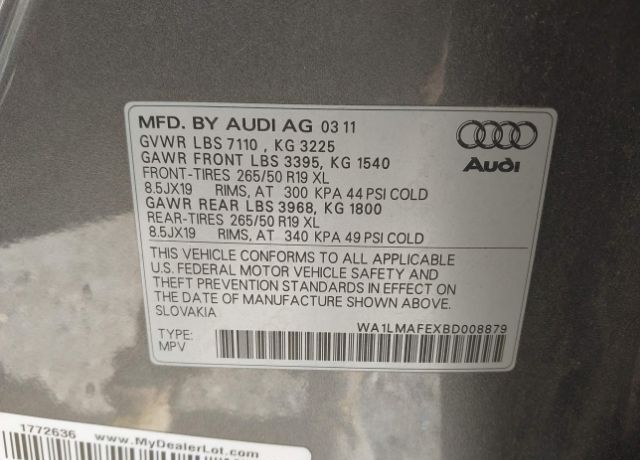 MFD. BY AUDI AG 03 11
GVWR LBS 7110 , KG 3225
GAWR FRONT LBS 3395, KG 1540
FRONT-TIRES 265/50 R19 XL
8.5JX19 RIMS, AT 300 KPA 44 PSI COLD
GAWR REAR LBS 3968, KG 1800
REAR-TIRES 265/50 R19 XL
8.5JX19 RIMS, AT 340 KPA 49 PSI COLD
Audi
THIS VEHICLE CONFORMS TO ALL APPLICABLE
U.S. FEDERAL MOTOR VEHICLE SAFETY AND
THEFT PREVENTION STANDARDS IN EFFECT ON
THE DATE OF MANUFACTURE SHOWN ABOVE.
SLOVAKIA
WA1LMAFEXBD008879
TYPE:
MPV
1772636 www.MyDealerLot.com